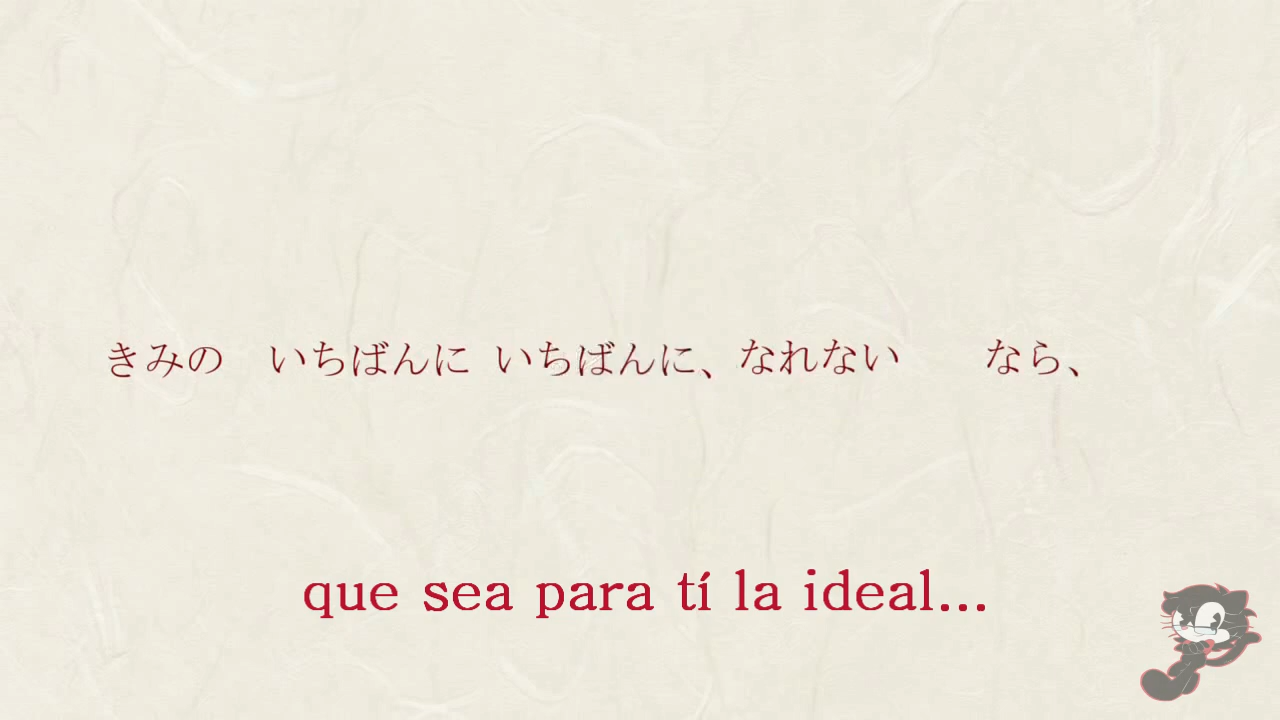 きみの　いちばんに いちばんに、なれない　　なら、
que sea para tí la ideal...